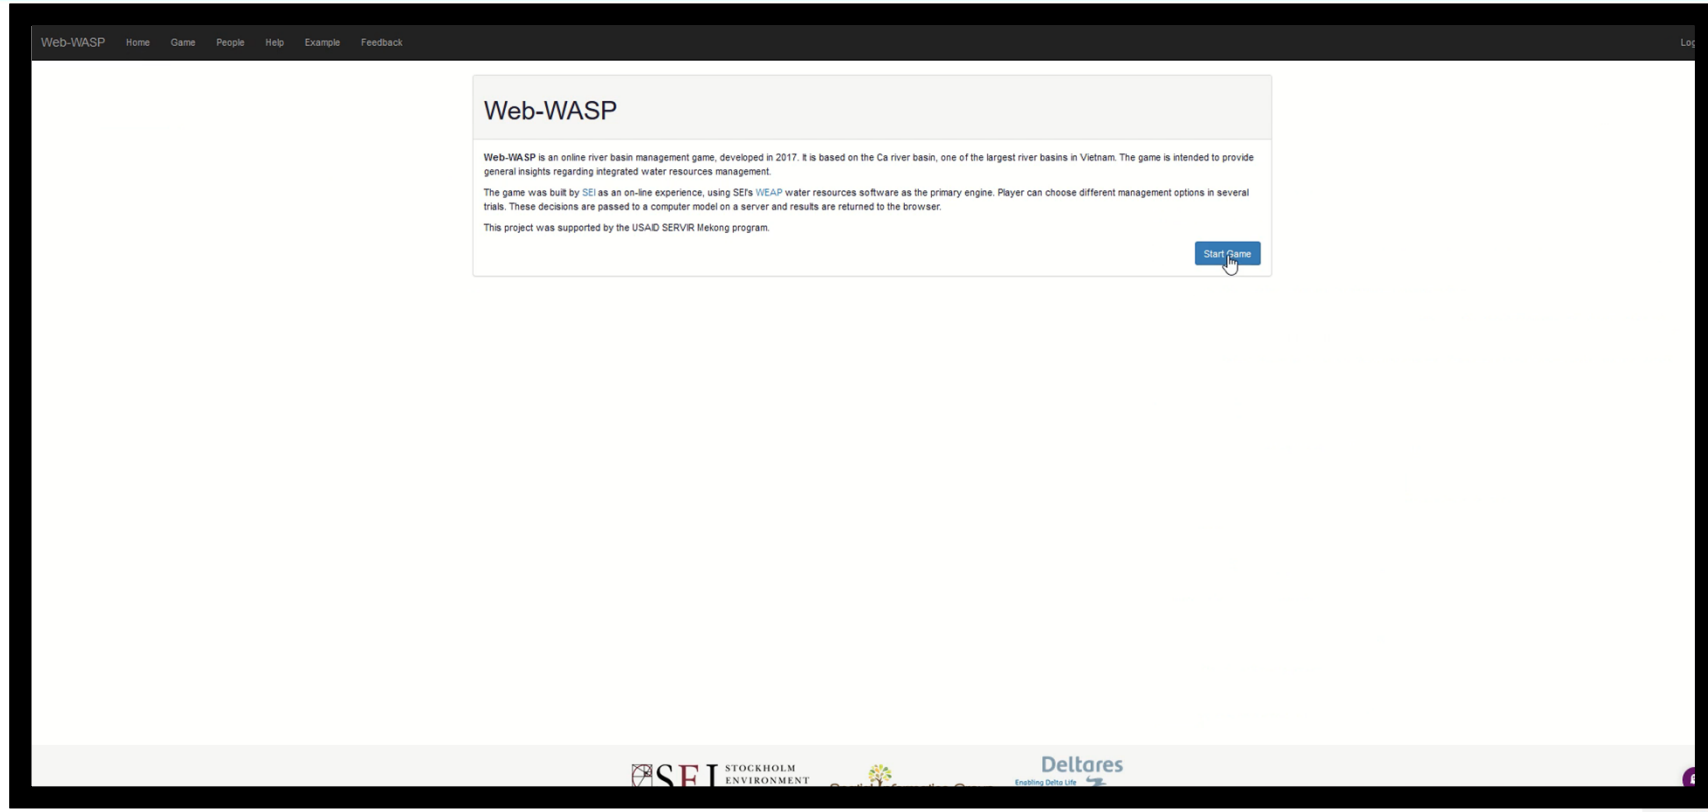 Web-WASP Home Game People Help Example Feedback
Web-WASP
Web-WASP is an online river basin management game, developed in 2017. It is based on the Ca river basin, one of the largest river basins in Vietnam. The game is intended to provide
general insights regarding integrated water resources management.
The game was built by SEI as an on-line experience, using SEI's WEAP water resources software as the primary engine. Player can choose different management options in several
trials. These decisions are passed to a computer model on a server and results are returned to the browser.
This project was supported by the USAID SERVIR Mekong program.
Start Game
SEI STOCKHOLM
ENVIRONMENT
Deltares
Enabling Delta Life